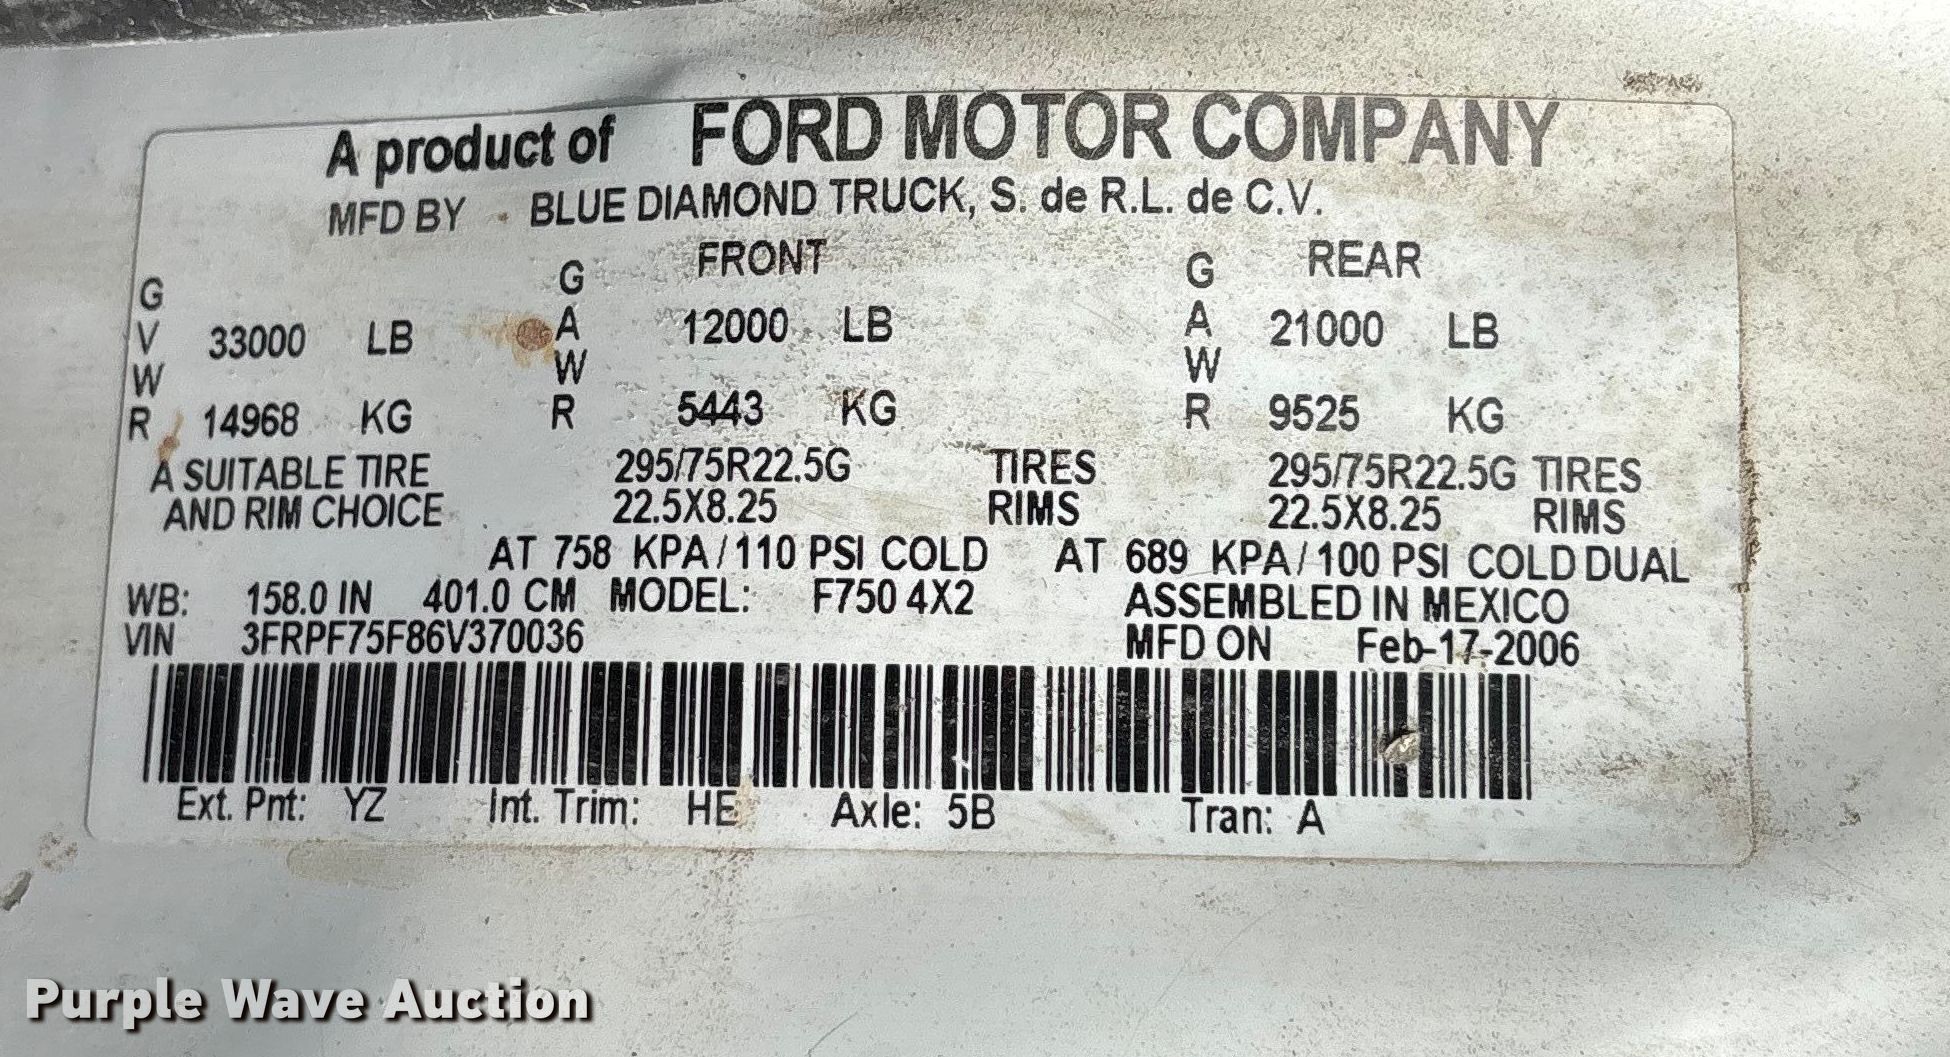 A product of FORD MOTOR COMPANY
MFD BY BLUE DIAMOND TRUCK, S. de R.L. de C.V.
FRONT REAR
GVWR 33000 LB GAWR 12000 LB GAWR 21000 LB
14968 KG 5443 KG 9525 KG
A SUITABLE TIRE 295/75R22.5G TIRES 295/75R22.5G TIRES
AND RIM CHOICE 22.5X8.25 RIMS 22.5X8.25 RIMS
AT 758 KPA/110 PSI COLD AT 689 KPA/100 PSI COLD DUAL
WB: 158.0 IN 401.0 CM MODEL: F750 4X2 ASSEMBLED IN MEXICO
VIN 3FRPF75F86V370036 MFD ON Feb-17-2006
Ext. Pnt: YZ Int. Trim: HE Axle: 5B Tran: A
Purple Wave Auction